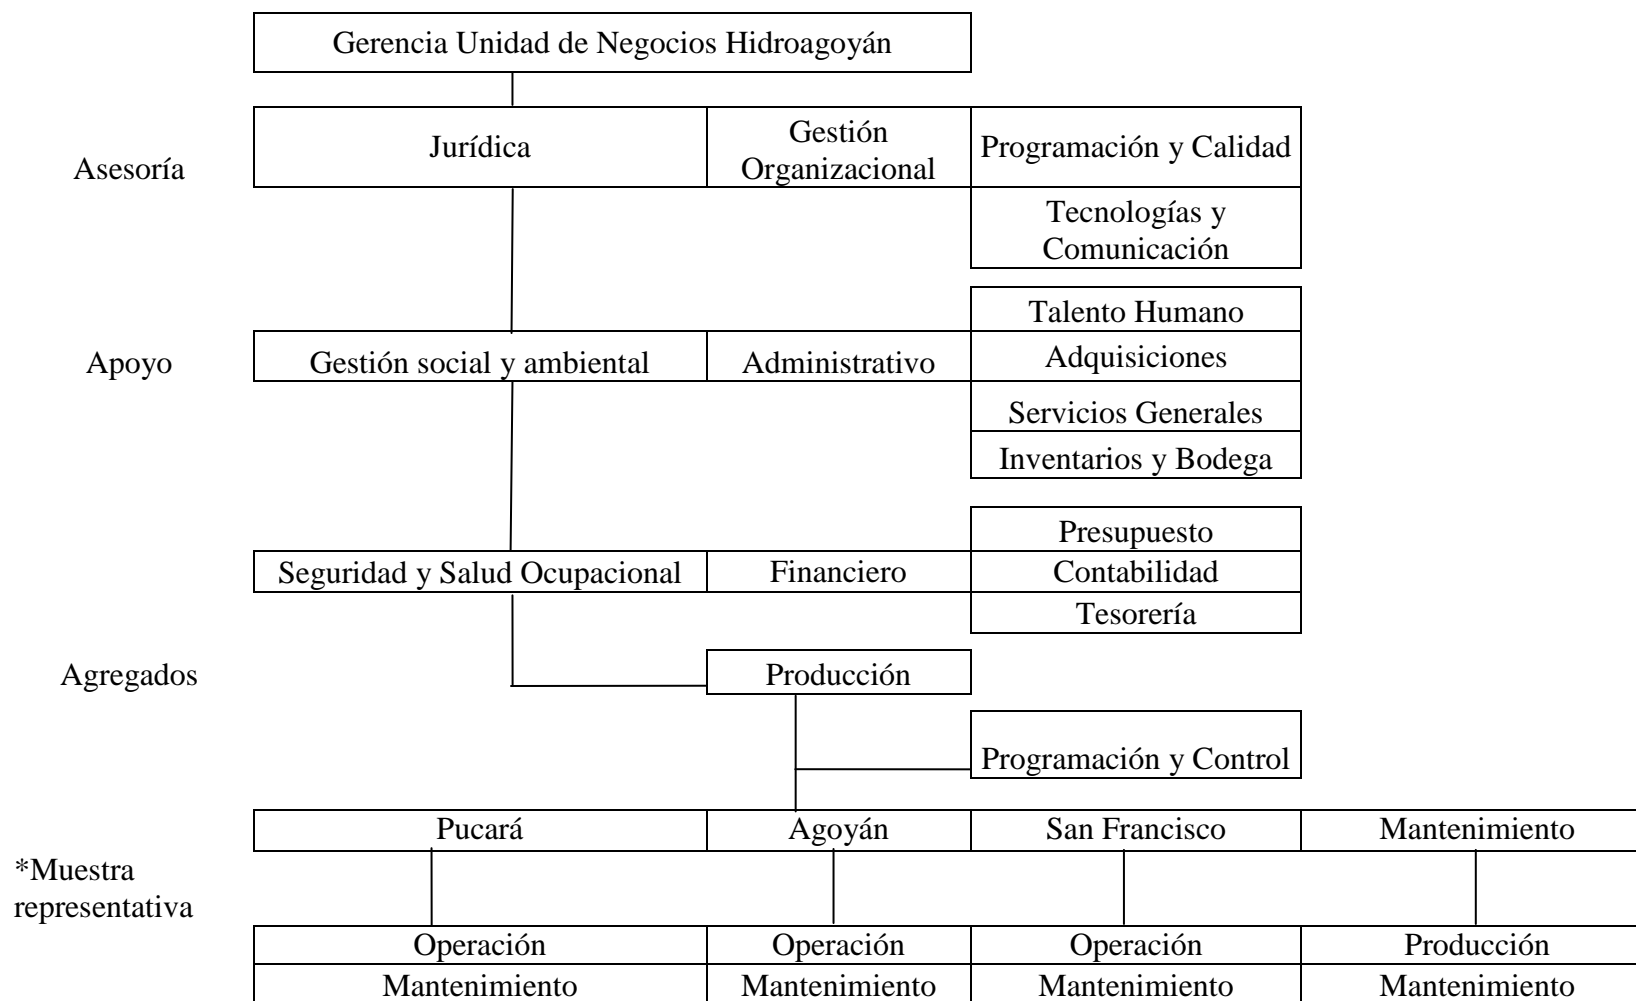 Gerencia Unidad de Negocios Hidroagoyán
Asesoría
Jurídica
Gestión
Organizacional
Programación y Calidad
Tecnologías y
Comunicación
Apoyo
Gestión social y ambiental
Administrativo
Talento Humano
Adquisiciones
Servicios Generales
Inventarios y Bodega
Seguridad y Salud Ocupacional
Financiero
Presupuesto
Contabilidad
Tesorería
Agregados
Producción
Programación y Control
*Muestra
representativa
Pucará
Agoyán
San Francisco
Mantenimiento
Operación
Operación
Operación
Producción
Mantenimiento
Mantenimiento
Mantenimiento
Mantenimiento